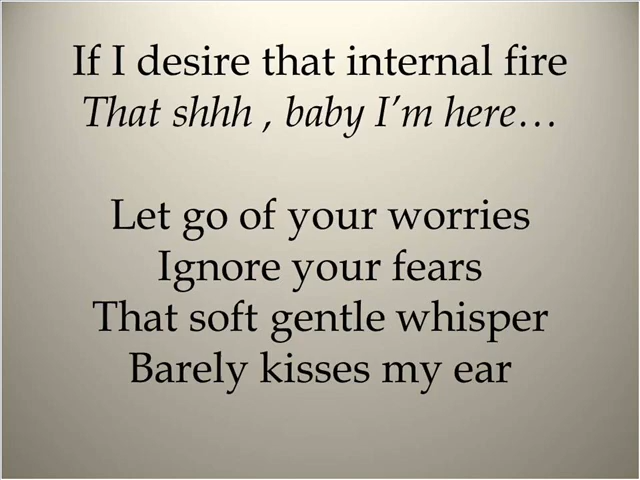 If I desire that internal fire
That shhh , baby I’m here…
Let go of your worries
Ignore your fears
That soft gentle whisper
Barely kisses my ear